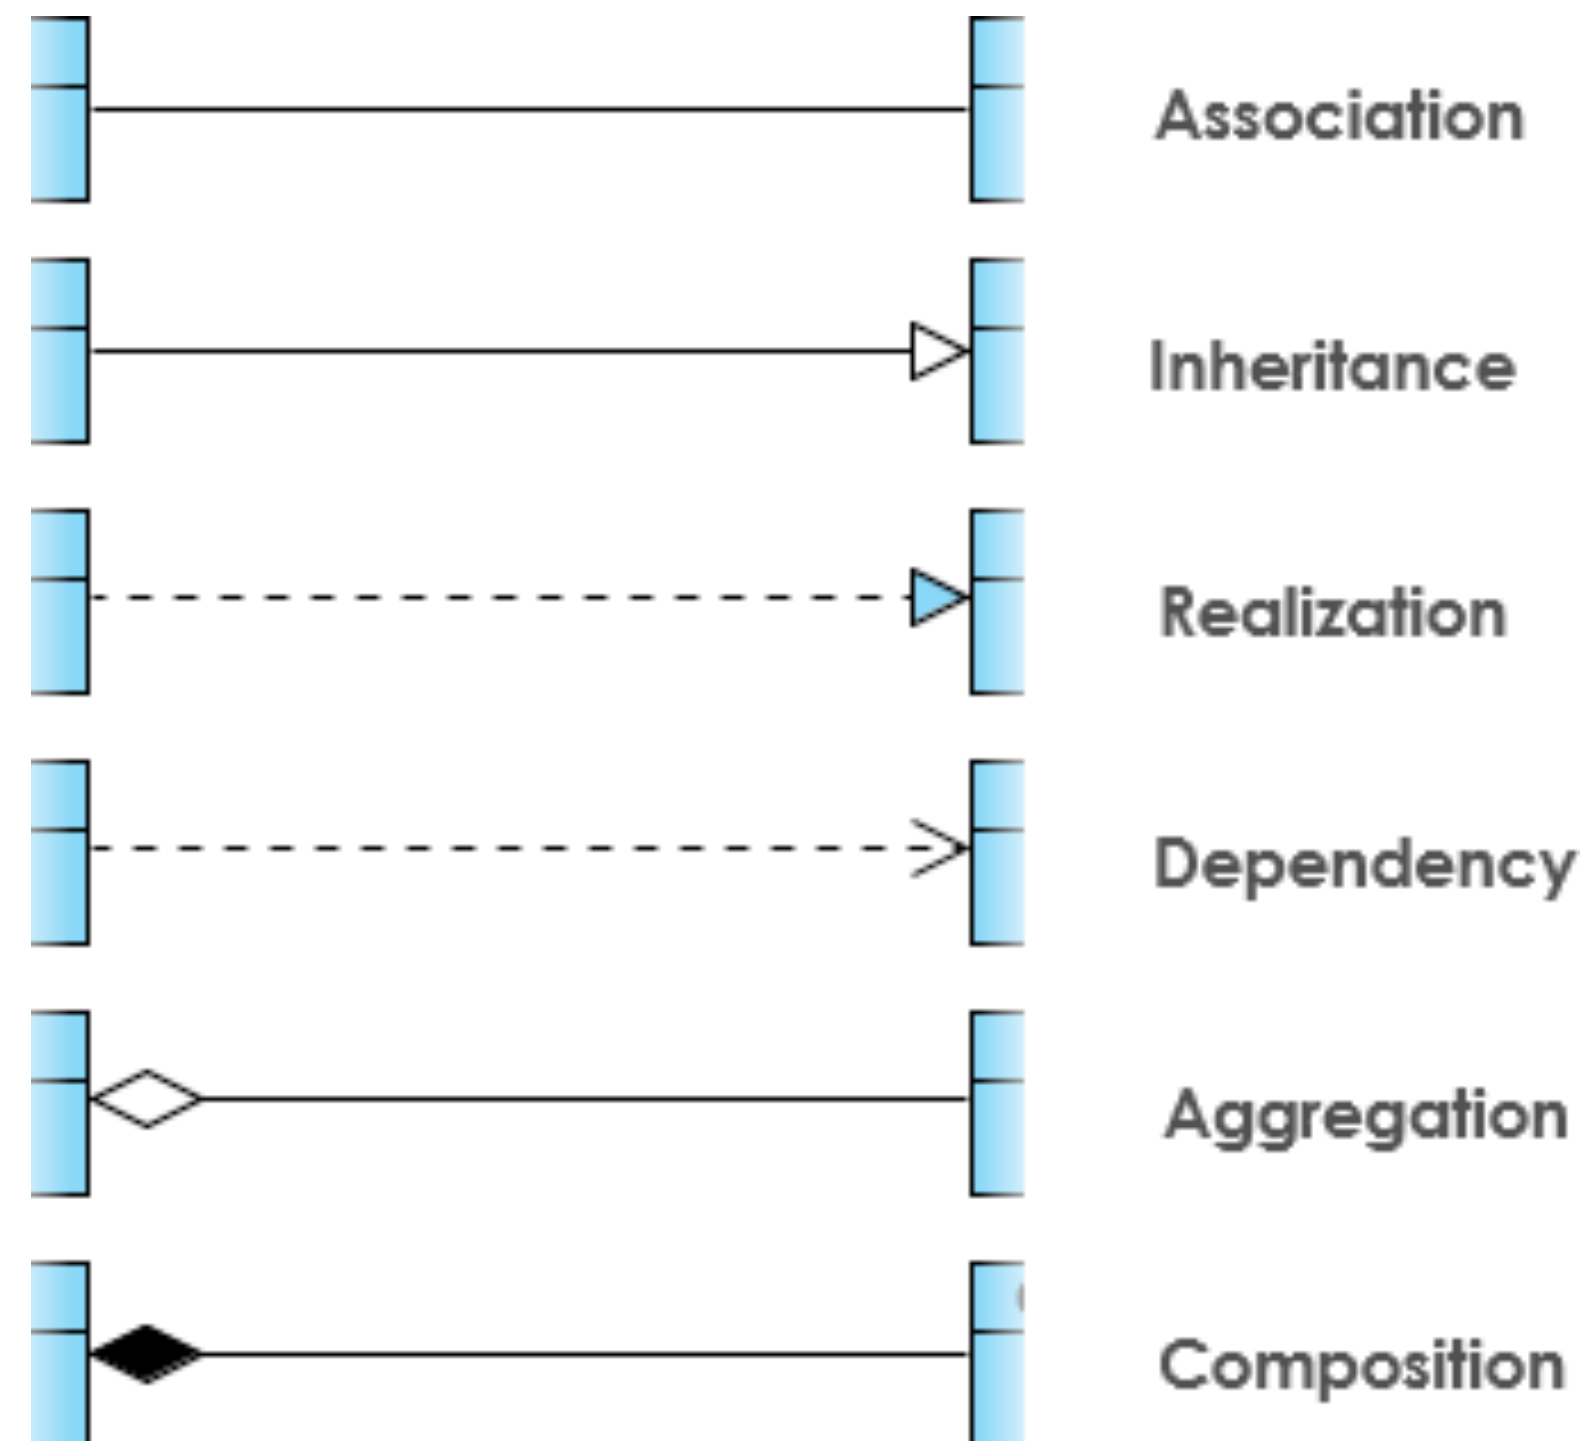 Association
Inheritance
Realization
Dependency
Aggregation
Composition